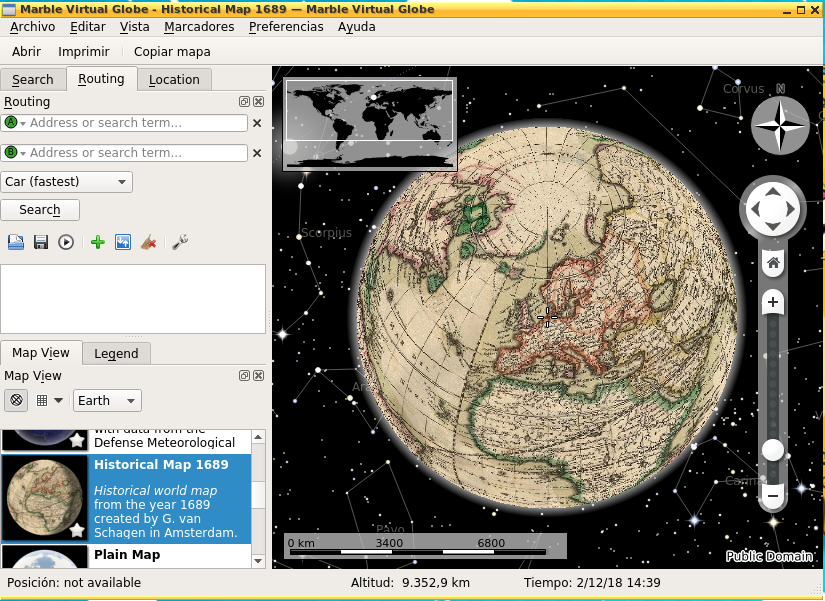 Marble Virtual Globe - Historical Map 1689 — Marble Virtual Globe
Archivo Editar Vista Marcadores Preferencias Ayuda
Abrir Imprimir Copiar mapa
Search Routing Location
Routing
A Address or search term...
B Address or search term...
Car (fastest)
Search
Map View Legend
Map View
Earth
with data from the
Defense Meteorological
Historical Map 1689
Historical world map
from the year 1689
created by G. van
Schagen in Amsterdam.
Plain Map
Corvus N
Scorpius
Pavo
0 km 3400 6800
Public Domain
Posición: not available Altitud: 9.352,9 km Tiempo: 2/12/18 14:39